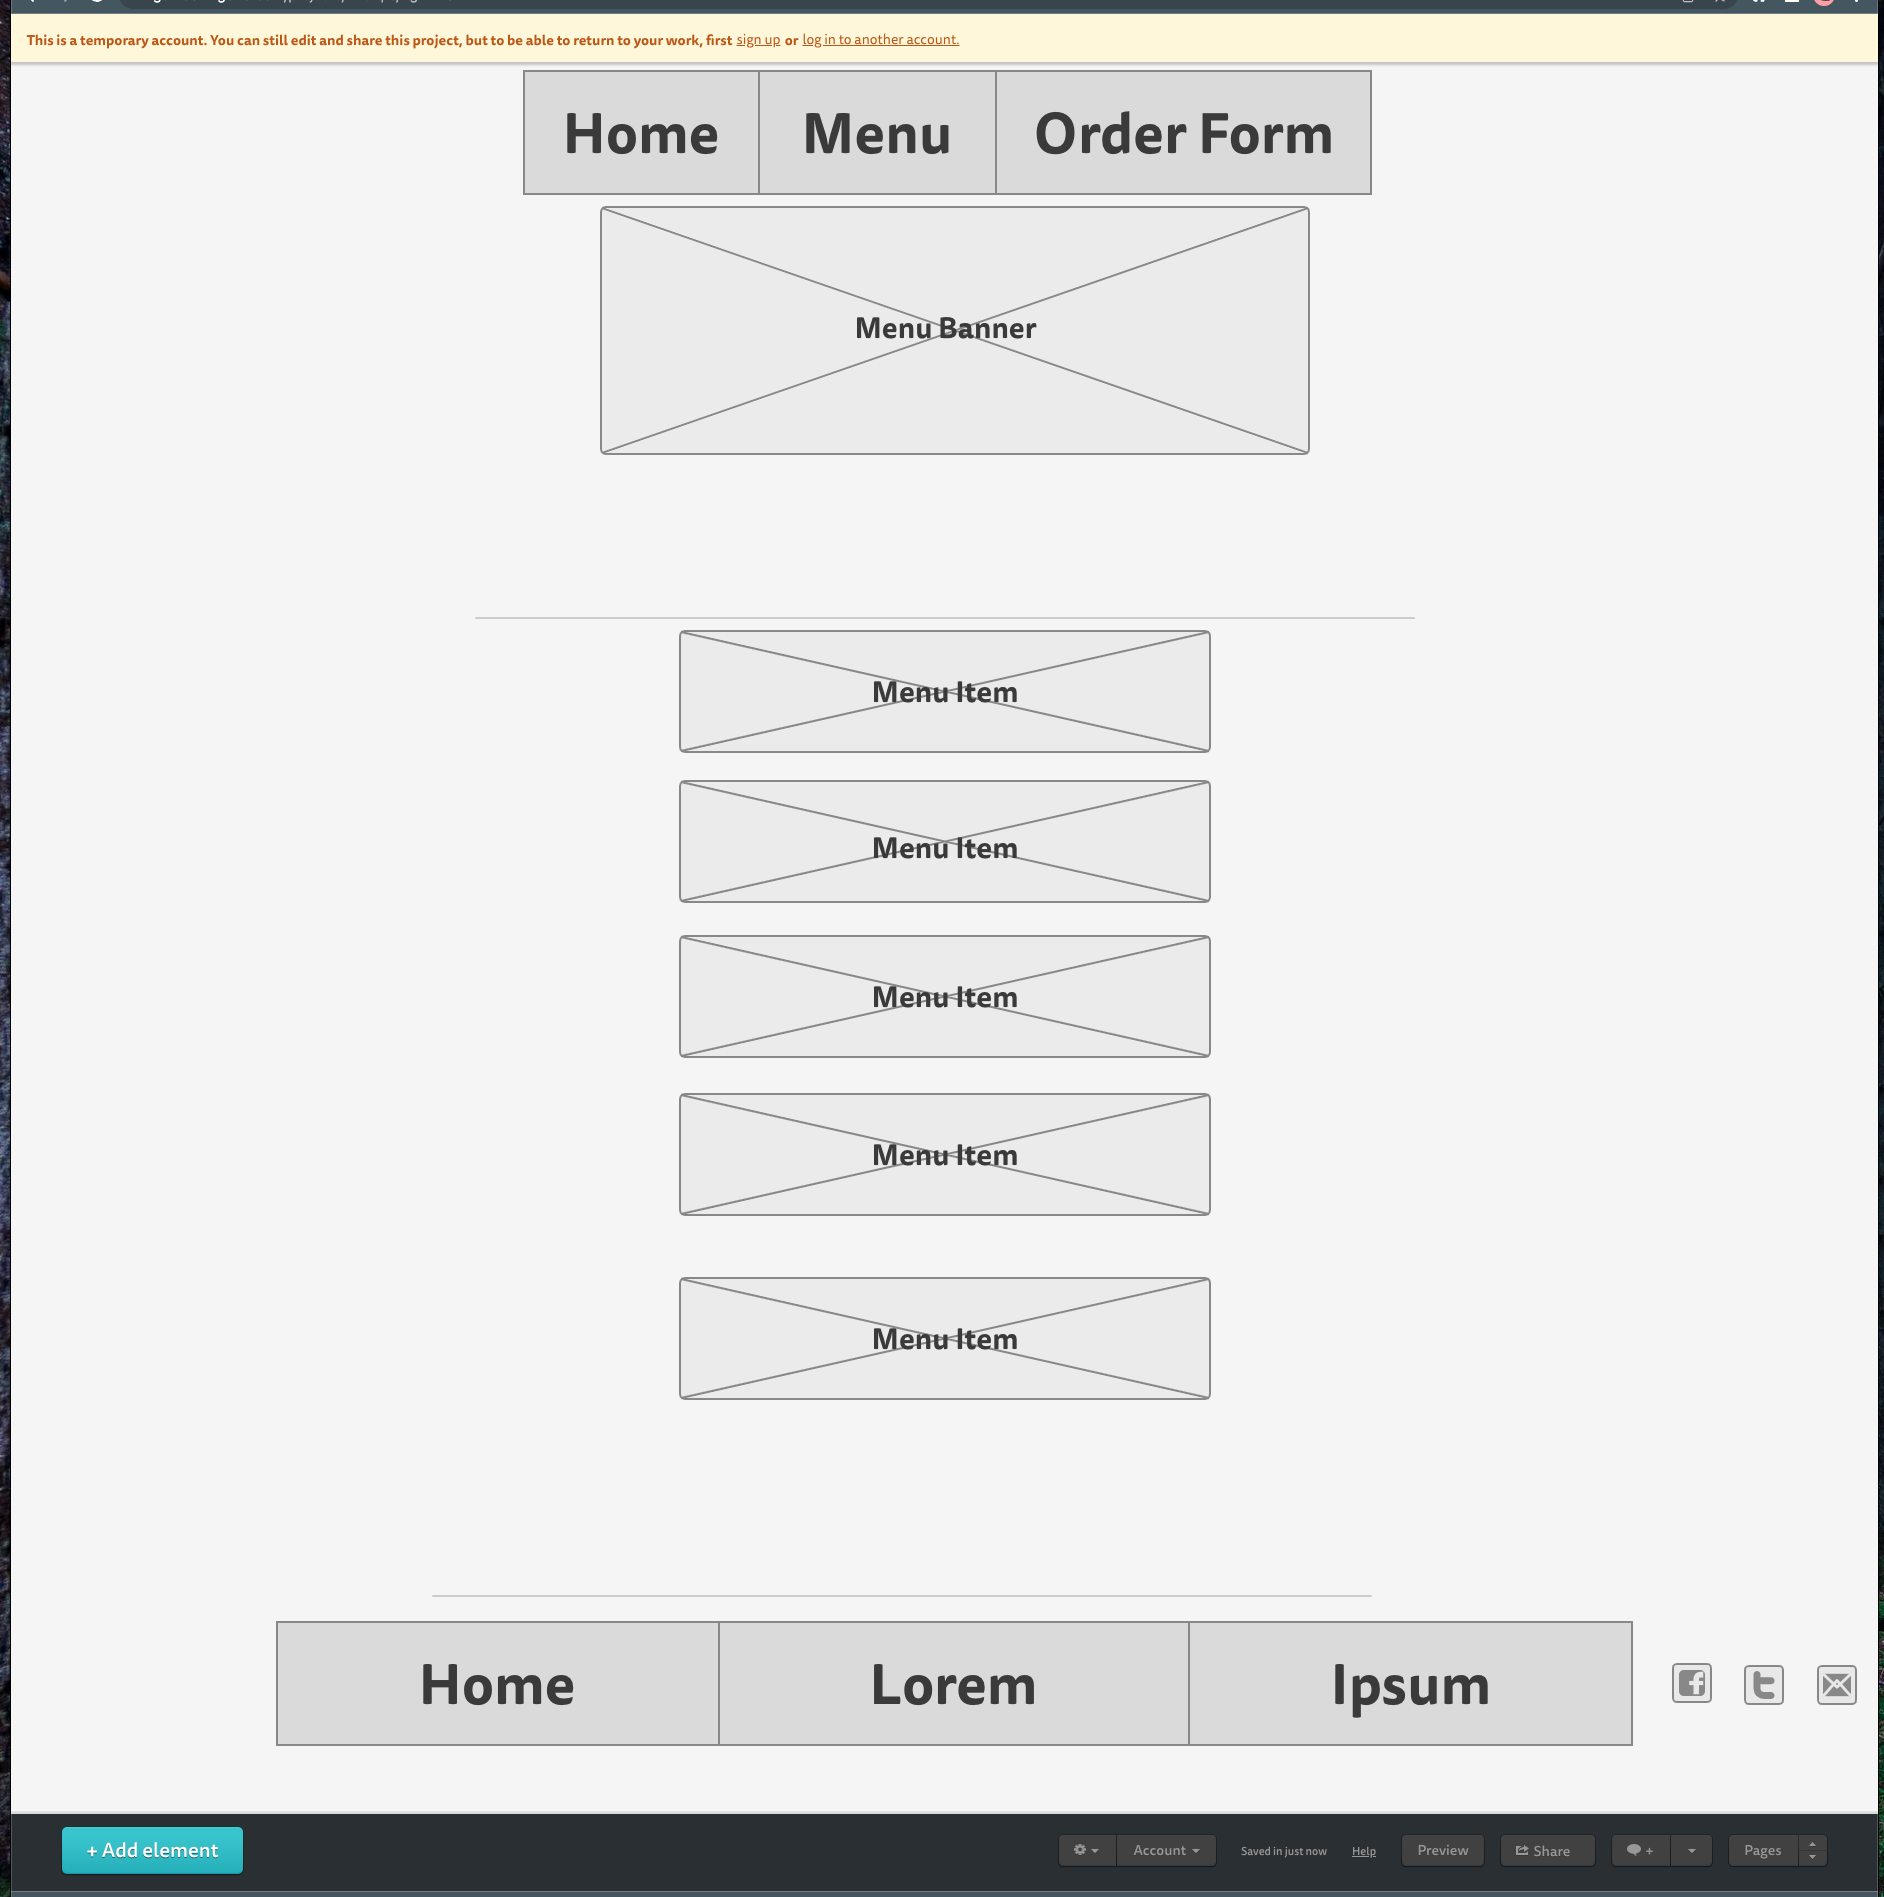 This is a temporary account. You can still edit and share this project, but to be able to return to your work, first sign up or log in to another account.
Home Menu Order Form
Menu Banner
Menu Item
Menu Item
Menu Item
Menu Item
Menu Item
Home Lorem Ipsum
+ Add element Account Saved in just now Help Preview Share + Pages